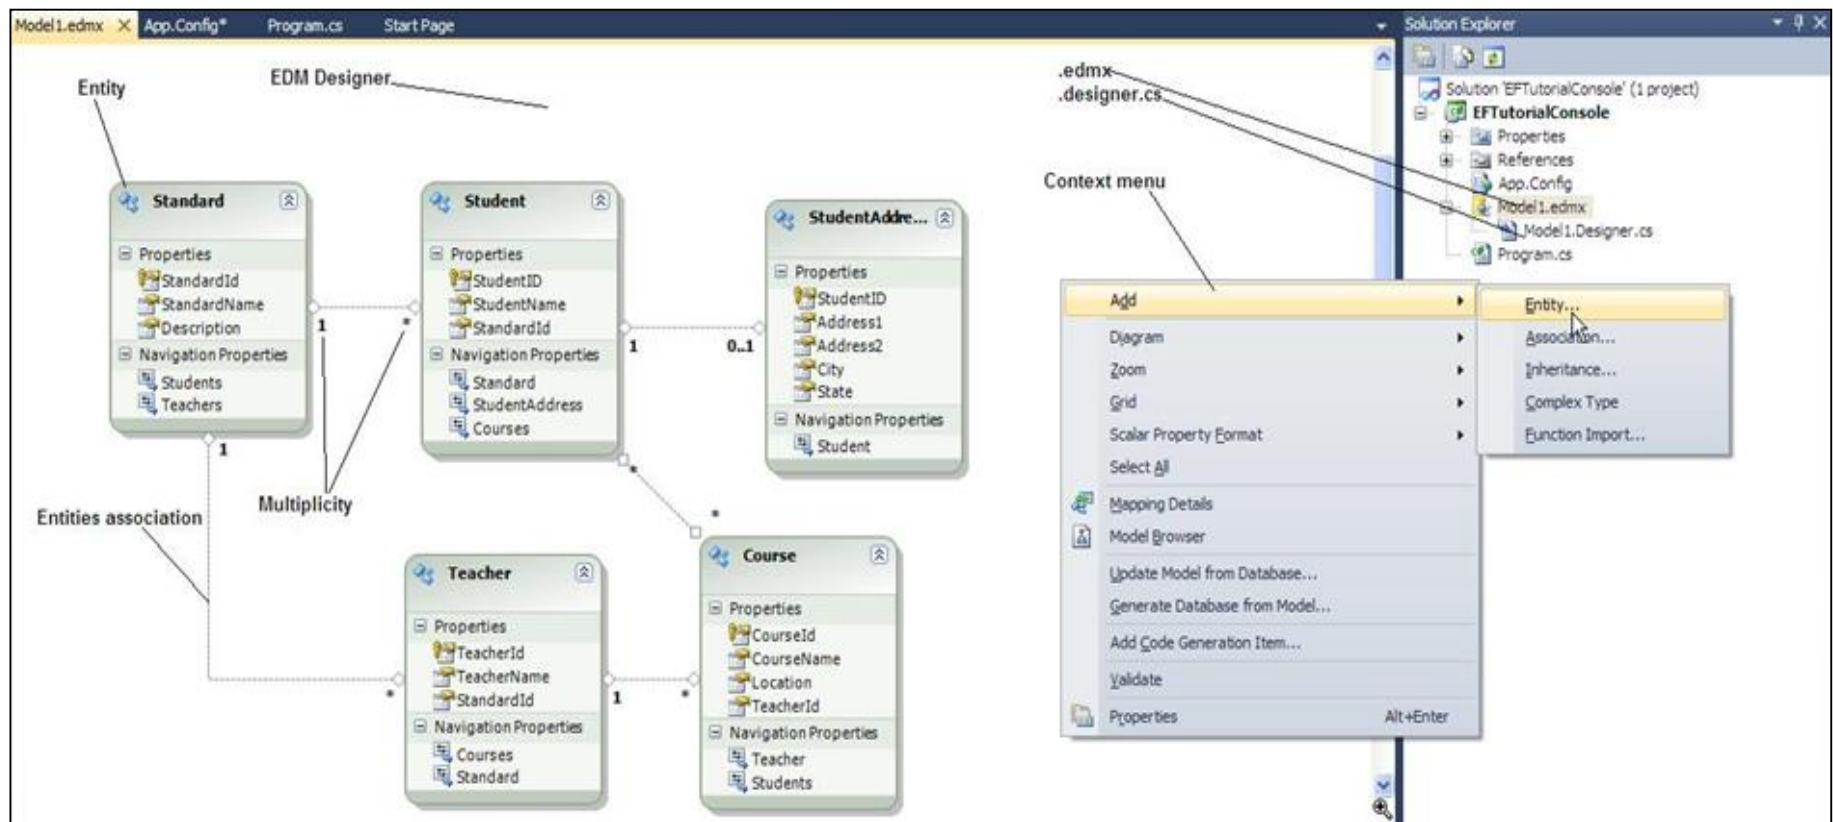 Model1.edmx
App.Config*
Program.cs
Start Page
Solution Explorer
Entity
EDM Designer
.edmx
.designer.cs
Context menu
Solution 'EFTutorialConsole' (1 project)
EFTutorialConsole
Properties
References
App.Config
Model1.edmx
Model1.Designer.cs
Program.cs
Standard
Properties
StandardId
StandardName
Description
Navigation Properties
Students
Teachers
1
*
1
Student
Properties
StudentID
StudentName
StandardId
Navigation Properties
Standard
StudentAddress
Courses
1
0..1
*
*
StudentAddre...
Properties
StudentID
Address1
Address2
City
State
Navigation Properties
Student
Multiplicity
Entities association
Teacher
Properties
TeacherId
TeacherName
StandardId
Navigation Properties
Courses
Standard
*
1
*
Course
Properties
CourseId
CourseName
Location
TeacherId
Navigation Properties
Teacher
Students
Add
Diagram
Zoom
Grid
Scalar Property Format
Select All
Mapping Details
Model Browser
Update Model from Database...
Generate Database from Model...
Add Code Generation Item...
Validate
Properties Alt+Enter
Entity...
Association...
Inheritance...
Complex Type
Function Import...